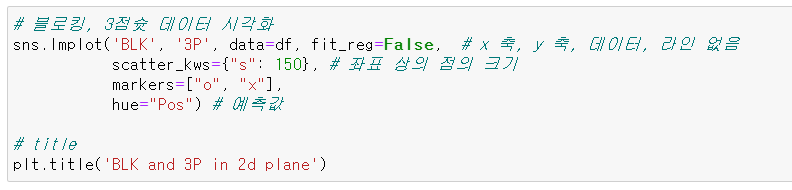 # 블로킹, 3점슛 데이터 시각화
sns.lmplot('BLK', '3P', data=df, fit_reg=False,  # x 축, y 축, 데이터, 라인 없음
           scatter_kws={"s": 150}, # 좌표 상의 점의 크기
           markers=["o", "x"],
           hue="Pos") # 예측값
# title
plt.title('BLK and 3P in 2d plane')